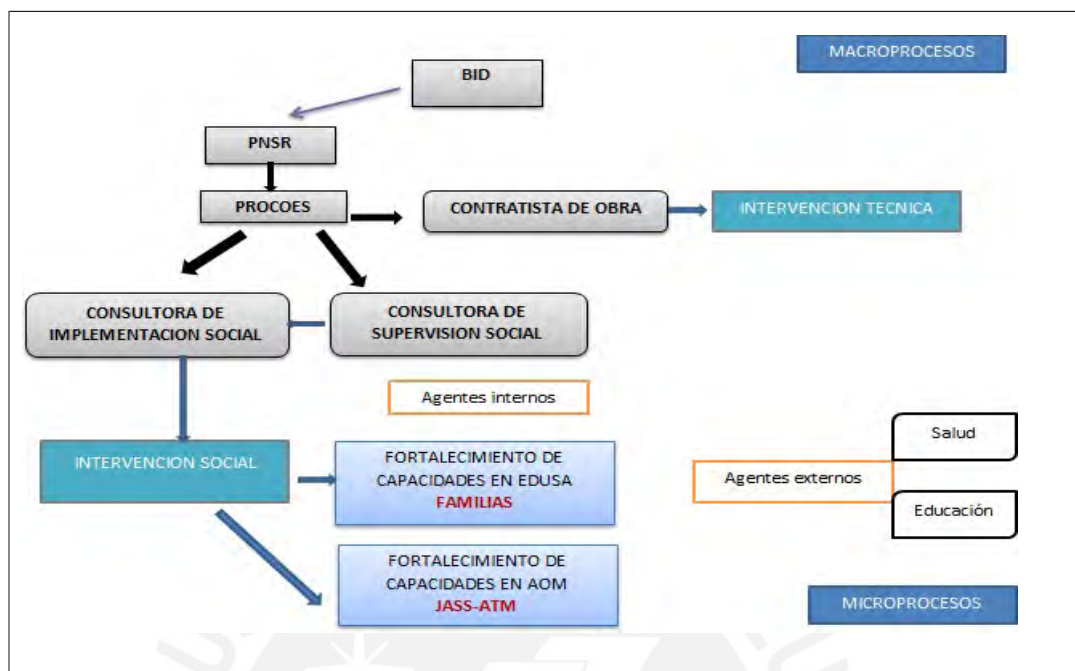 MACROPROCESOS
BID
PNSR
PROCOES
CONTRATISTA DE OBRA
INTERVENCION TECNICA
CONSULTORA DE
IMPLEMENTACION SOCIAL
CONSULTORA DE
SUPERVISION SOCIAL
Agentes internos
INTERVENCION SOCIAL
FORTALECIMIENTO DE
CAPACIDADES EN EDUSA
FAMILIAS
Salud
Agentes externos
Educación
FORTALECIMIENTO DE
CAPACIDADES EN AOM
JASS-ATM
MICROPROCESOS